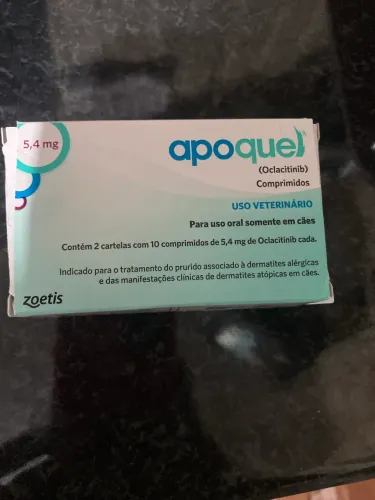 5,4 mg
apoquel
(Oclacitinib)
Comprimidos
USO VETERINÁRIO
Para uso oral somente em cães
Contém 2 cartelas com 10 comprimidos de 5,4 mg de Oclacitinib cada.
Indicado para o tratamento do prurido associado à dermatites alérgicas
e das manifestações clínicas de dermatites atópicas em cães.
zoetis